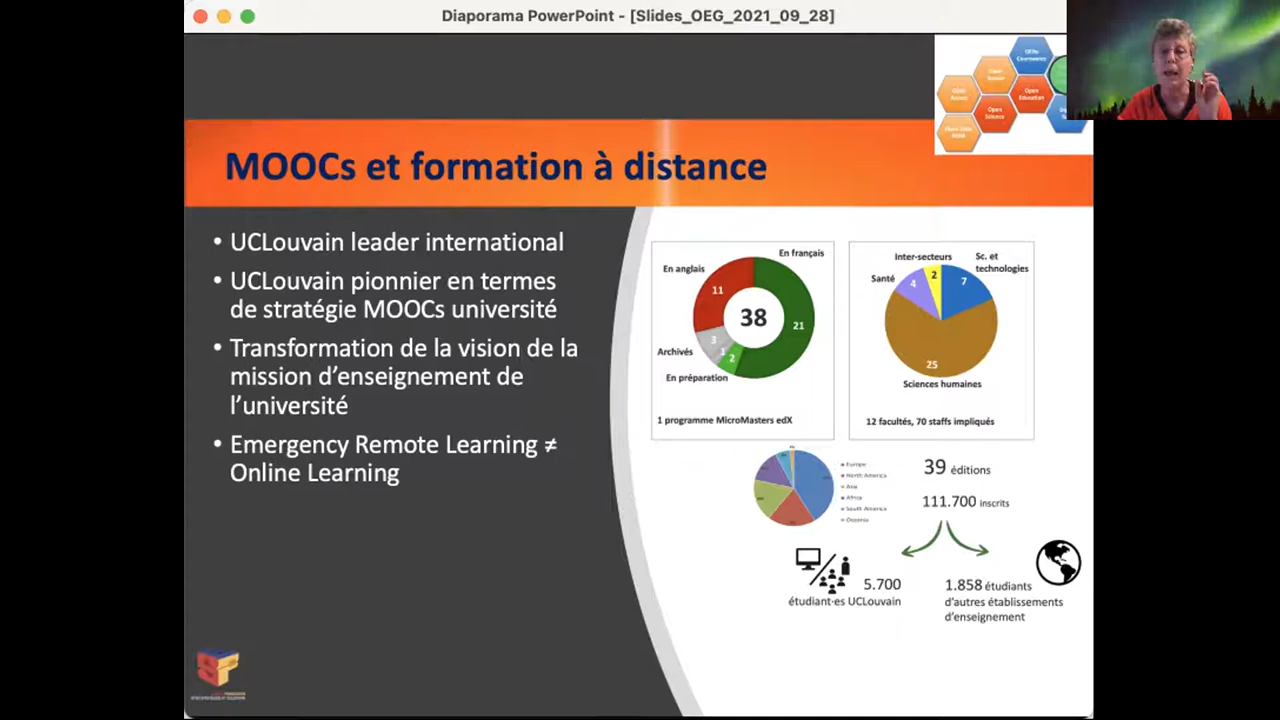 Diaporama PowerPoint - [Slides_OEG_2021_09_28]
Open
Education
Open
Science
MOOCs et formation à distance
• UCLouvain leader international
• UCLouvain pionnier en termes
de stratégie MOOCs université
• Transformation de la vision de la
mission d’enseignement de
l’université
• Emergency Remote Learning ≠
Online Learning
En français
En anglais
11
38
21
3
1
2
Archivés
En préparation
1 programme MicroMasters edX
Inter-secteurs
Sc. et
technologies
Santé
2
4
7
25
Sciences humaines
12 facultés, 70 staffs impliqués
Europe
North America
Asia
Africa
South America
Oceania
39 éditions
111.700 inscrits
5.700
étudiant·es UCLouvain
1.858 étudiants
d’autres établissements
d’enseignement